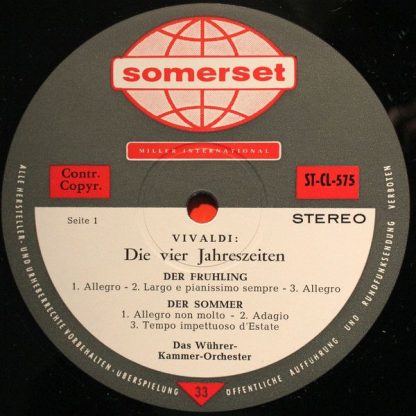 somerset
MILLER INTERNATIONAL
Contr.
Copyr.
ST-CL-575
Seite 1
STEREO
VIVALDI:
Die vier Jahreszeiten
DER FRUHLING
1. Allegro - 2. Largo e pianissimo sempre - 3. Allegro
DER SOMMER
1. Allegro non molto - 2. Adagio
3. Tempo impettuoso d'Estate
Das Wührer-
Kammer-Orchester
ALLE HERSTELLER- UND URHEBERRECHTE VORBEHALTEN · ÜBERSPIELUNG
33
ÖFFENTLICHE AUFFÜHRUNG UND RUNDFUNKSENDUNG VERBOTEN